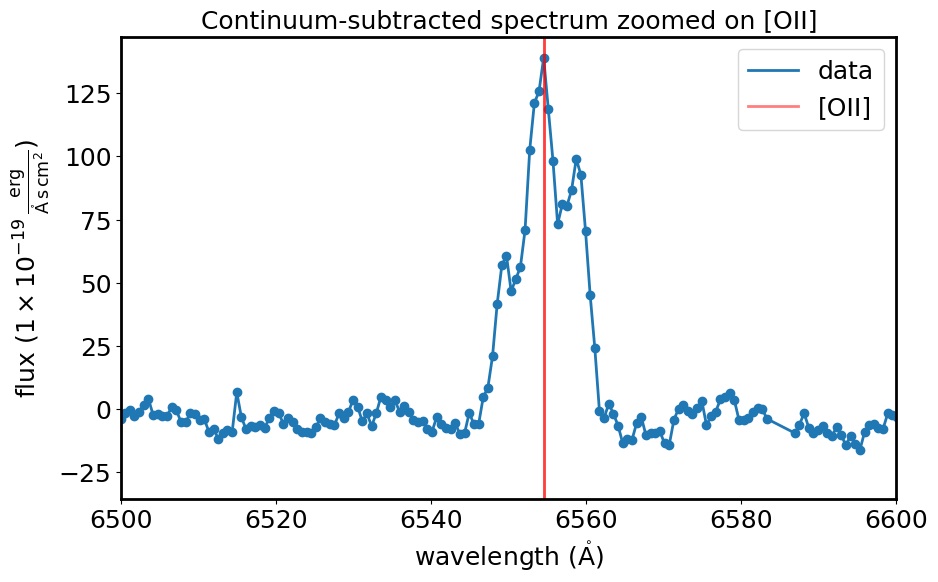 Continuum-subtracted spectrum zoomed on [OII]
data
[OII]
125
100
75
50
25
0
−25
flux (1 × 10⁻¹⁹ erg/Å s cm²)
6500 6520 6540 6560 6580 6600
wavelength (Å)